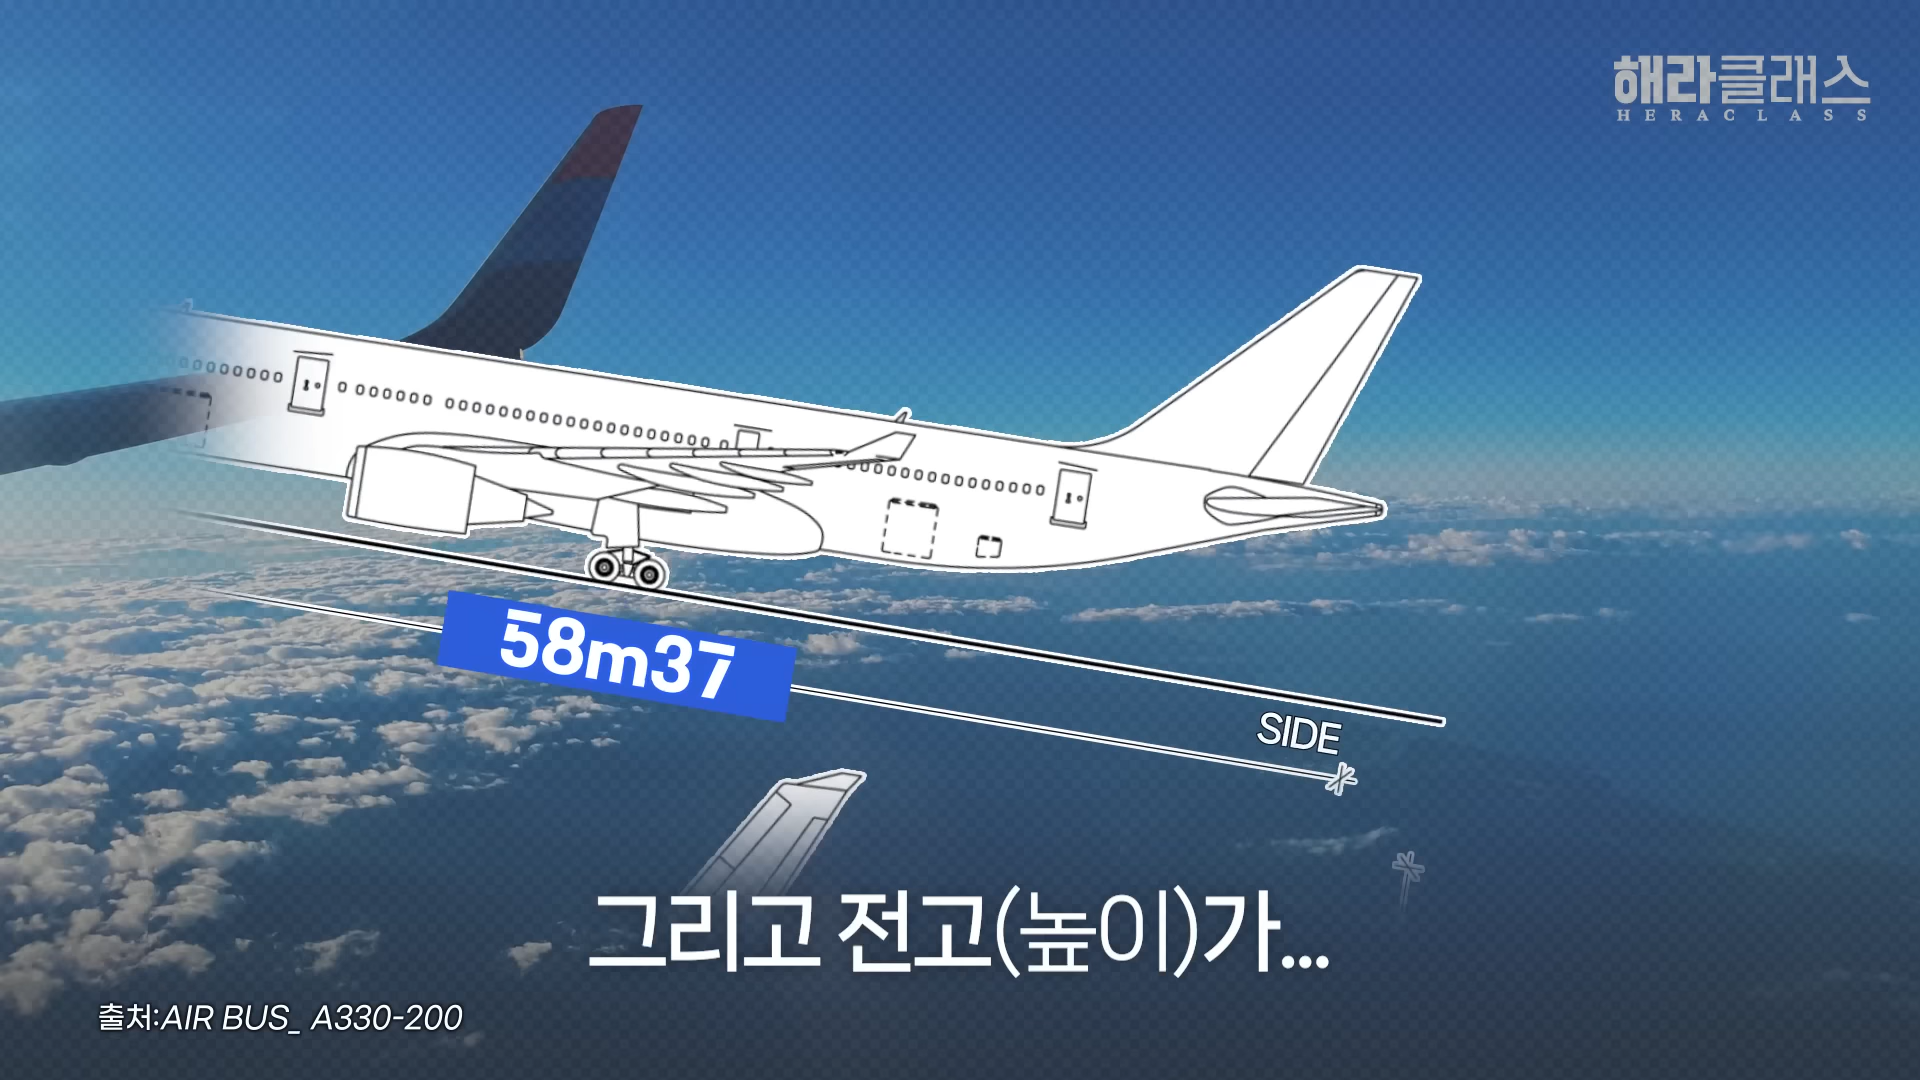 해라클래스
HERACLASS
58m37
SIDE
그리고 전고(높이)가...
출처:AIR BUS_ A330-200